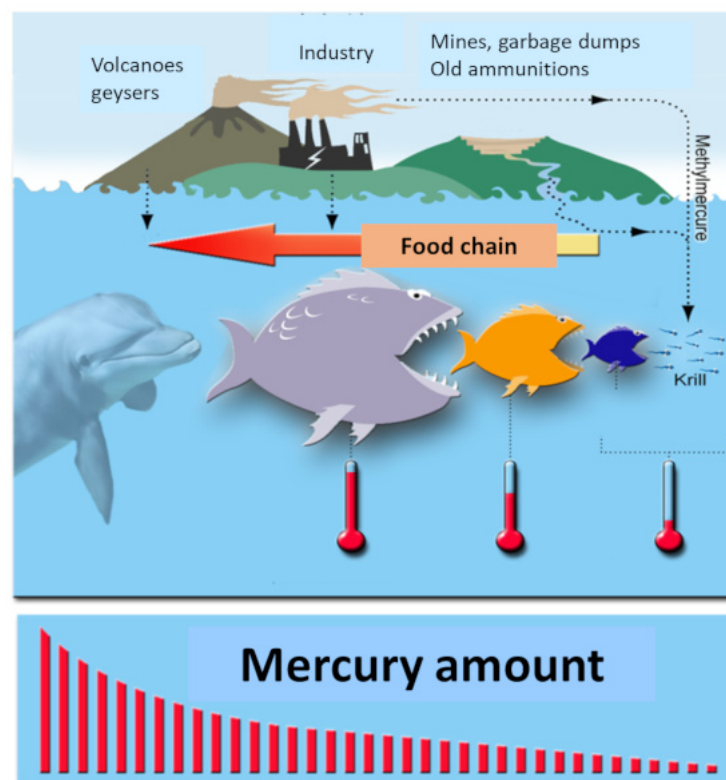 Volcanoes
geysers
Industry
Mines, garbage dumps
Old ammunitions
Methylmercure
Food chain
Krill
Mercury amount